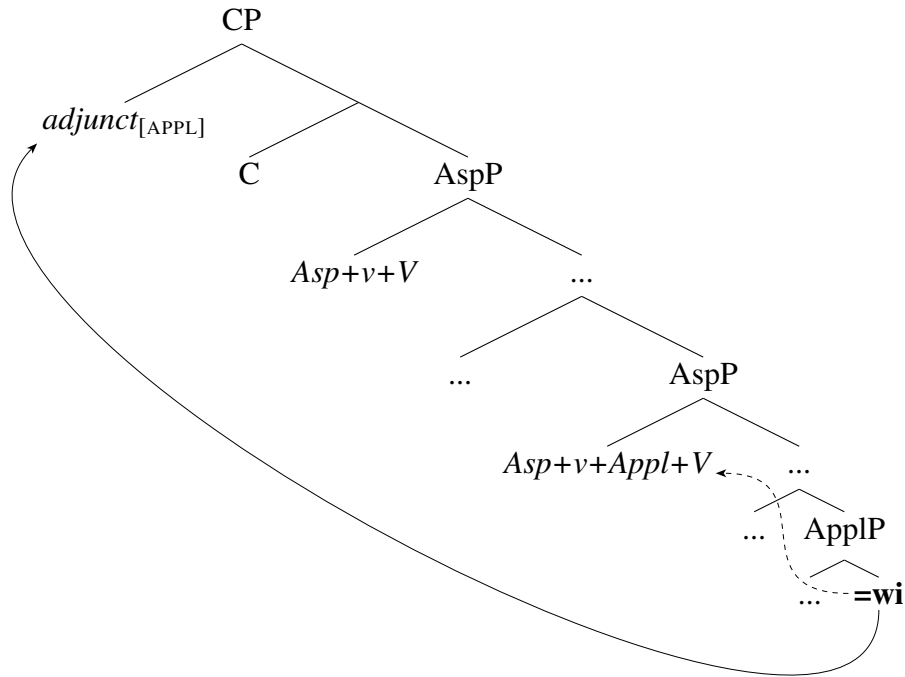 CP
adjunct[APPL]
C
AspP
Asp+v+V
...
...
AspP
Asp+v+Appl+V
...
...
ApplP
...
=wi